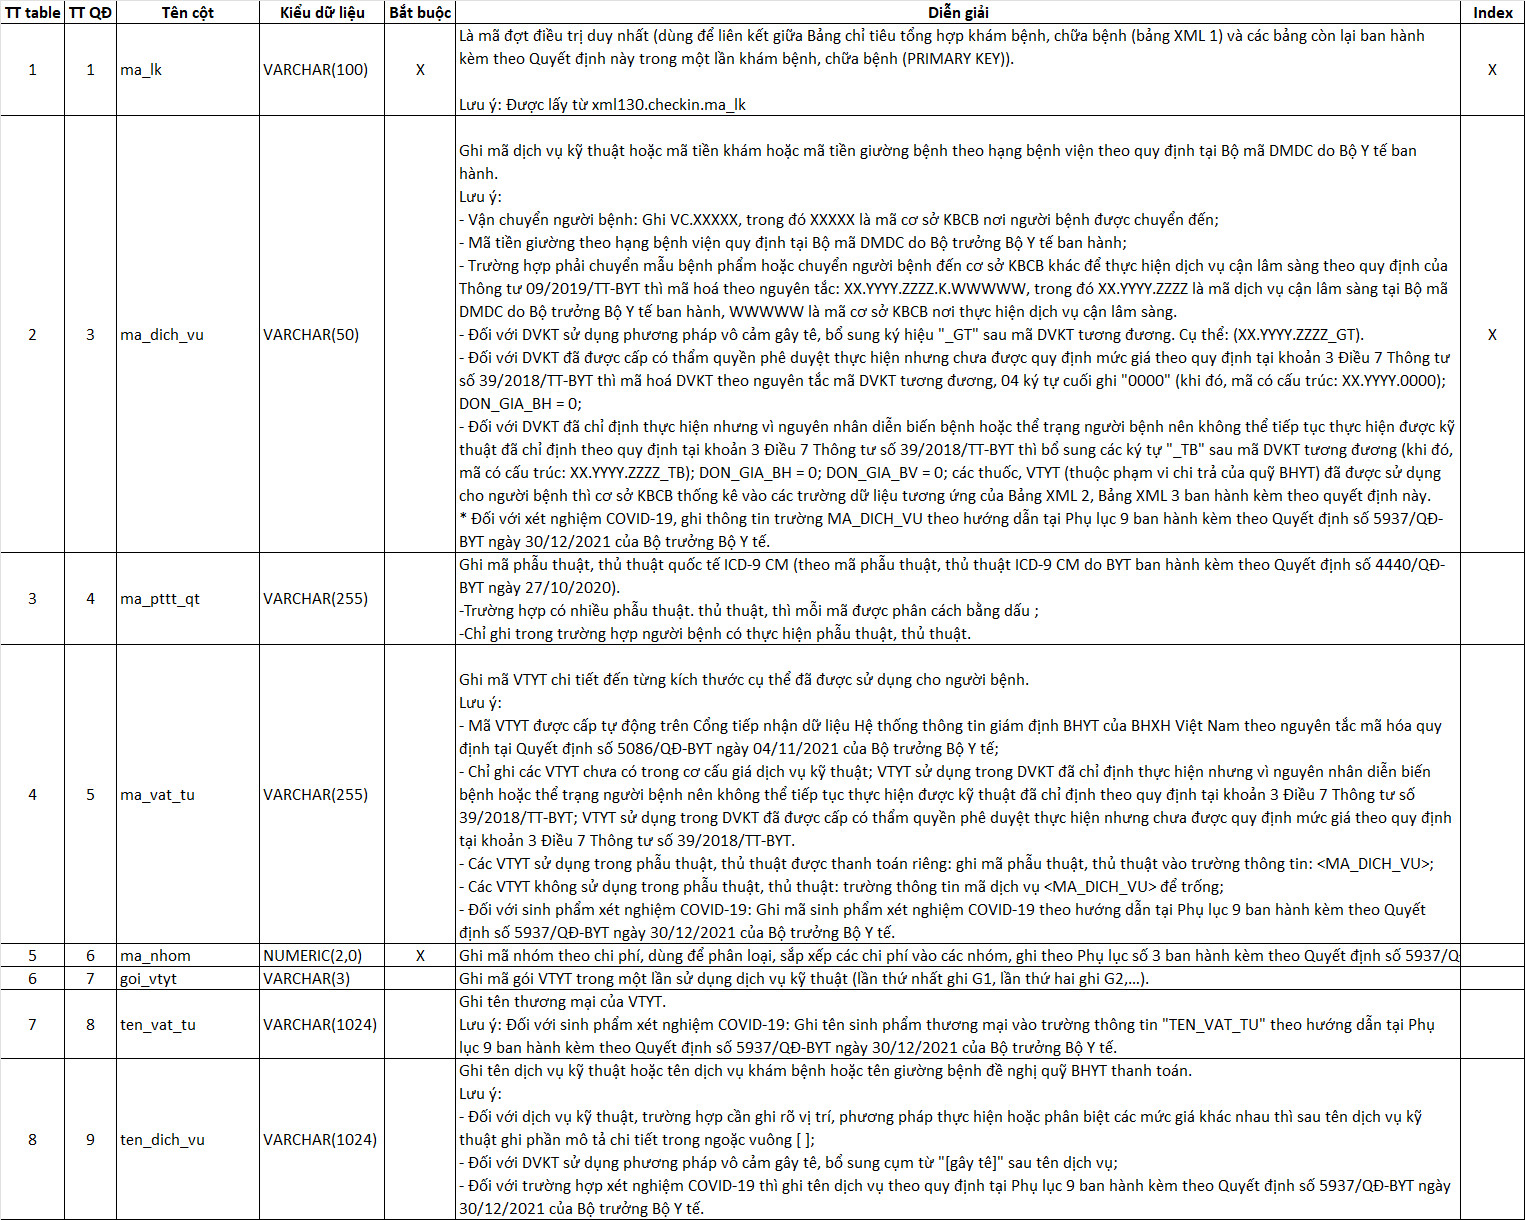 TT table TT QĐ Tên cột Kiểu dữ liệu Bắt buộc Diễn giải Index
1 1 ma_lk VARCHAR(100) X Là mã đợt điều trị duy nhất (dùng để liên kết giữa Bảng chỉ tiêu tổng hợp khám bệnh, chữa bệnh (bảng XML 1) và các bảng còn lại ban hành
kèm theo Quyết định này trong một lần khám bệnh, chữa bệnh (PRIMARY KEY)). X
Lưu ý: Được lấy từ xml130.checkin.ma_lk
2 3 ma_dich_vu VARCHAR(50) X
Ghi mã dịch vụ kỹ thuật hoặc mã tiền khám hoặc mã tiền giường bệnh theo hạng bệnh viện theo quy định tại Bộ mã DMDC do Bộ Y tế ban
hành.
Lưu ý:
- Vận chuyển người bệnh: Ghi VC.XXXXX, trong đó XXXXX là mã cơ sở KBCB nơi người bệnh được chuyển đến;
- Mã tiền giường theo hạng bệnh viện quy định tại Bộ mã DMDC do Bộ trưởng Bộ Y tế ban hành;
- Trường hợp phải chuyển mẫu bệnh phẩm hoặc chuyển người bệnh đến cơ sở KBCB khác để thực hiện dịch vụ cận lâm sàng theo quy định của
Thông tư 09/2019/TT-BYT thì mã hoá theo nguyên tắc: XX.YYYY.ZZZZ.K.WWWWW, trong đó XX.YYYY.ZZZZ là mã dịch vụ cận lâm sàng tại Bộ mã
DMDC do Bộ trưởng Bộ Y tế ban hành, WWWWW là mã cơ sở KBCB nơi thực hiện dịch vụ cận lâm sàng.
- Đối với DVKT sử dụng phương pháp vô cảm gây tê, bổ sung ký hiệu "_GT" sau mã DVKT tương đương. Cụ thể: (XX.YYYY.ZZZZ_GT).
- Đối với DVKT đã được cấp có thẩm quyền phê duyệt thực hiện nhưng chưa được quy định mức giá theo quy định tại khoản 3 Điều 7 Thông tư
số 39/2018/TT-BYT thì mã hoá DVKT theo nguyên tắc mã DVKT tương đương, 04 ký tự cuối ghi "0000" (khi đó, mã có cấu trúc: XX.YYYY.0000);
DON_GIA_BH = 0;
- Đối với DVKT đã chỉ định thực hiện nhưng vì nguyên nhân diễn biến bệnh hoặc thể trạng người bệnh nên không thể tiếp tục thực hiện được kỹ
thuật đã chỉ định theo quy định tại khoản 3 Điều 7 Thông tư số 39/2018/TT-BYT thì bổ sung các ký tự "_TB" sau mã DVKT tương đương (khi đó,
mã có cấu trúc: XX.YYYY.ZZZZ_TB); DON_GIA_BH = 0; DON_GIA_BV = 0; các thuốc, VTYT (thuộc phạm vi chi trả của quỹ BHYT) đã được sử dụng
cho người bệnh thì cơ sở KBCB thống kê vào các trường dữ liệu tương ứng của Bảng XML 2, Bảng XML 3 ban hành kèm theo quyết định này.
* Đối với xét nghiệm COVID-19, ghi thông tin trường MA_DICH_VU theo hướng dẫn tại Phụ lục 9 ban hành kèm theo Quyết định số 5937/QĐ-
BYT ngày 30/12/2021 của Bộ trưởng Bộ Y tế.
3 4 ma_pttt_qt VARCHAR(255) Ghi mã phẫu thuật, thủ thuật quốc tế ICD-9 CM (theo mã phẫu thuật, thủ thuật ICD-9 CM do BYT ban hành kèm theo Quyết định số 4440/QĐ-
BYT ngày 27/10/2020).
-Trường hợp có nhiều phẫu thuật. thủ thuật, thì mỗi mã được phân cách bằng dấu ;
-Chỉ ghi trong trường hợp người bệnh có thực hiện phẫu thuật, thủ thuật.
4 5 ma_vat_tu VARCHAR(255)
Ghi mã VTYT chi tiết đến từng kích thước cụ thể đã được sử dụng cho người bệnh.
Lưu ý:
- Mã VTYT được cấp tự động trên Cổng tiếp nhận dữ liệu Hệ thống thông tin giám định BHYT của BHXH Việt Nam theo nguyên tắc mã hóa quy
định tại Quyết định số 5086/QĐ-BYT ngày 04/11/2021 của Bộ trưởng Bộ Y tế;
- Chỉ ghi các VTYT chưa có trong cơ cấu giá dịch vụ kỹ thuật; VTYT sử dụng trong DVKT đã chỉ định thực hiện nhưng vì nguyên nhân diễn biến
bệnh hoặc thể trạng người bệnh nên không thể tiếp tục thực hiện được kỹ thuật đã chỉ định theo quy định tại khoản 3 Điều 7 Thông tư số
39/2018/TT-BYT; VTYT sử dụng trong DVKT đã được cấp có thẩm quyền phê duyệt thực hiện nhưng chưa được quy định mức giá theo quy định
tại khoản 3 Điều 7 Thông tư số 39/2018/TT-BYT.
- Các VTYT sử dụng trong phẫu thuật, thủ thuật được thanh toán riêng: ghi mã phẫu thuật, thủ thuật vào trường thông tin: <MA_DICH_VU>;
- Các VTYT không sử dụng trong phẫu thuật, thủ thuật: trường thông tin mã dịch vụ <MA_DICH_VU> để trống;
- Đối với sinh phẩm xét nghiệm COVID-19: Ghi mã sinh phẩm xét nghiệm COVID-19 theo hướng dẫn tại Phụ lục 9 ban hành kèm theo Quyết
định số 5937/QĐ-BYT ngày 30/12/2021 của Bộ trưởng Bộ Y tế.
5 6 ma_nhom NUMERIC(2,0) X Ghi mã nhóm theo chi phí, dùng để phân loại, sắp xếp các chi phí vào các nhóm, ghi theo Phụ lục số 3 ban hành kèm theo Quyết định số 5937/Q
6 7 goi_vtyt VARCHAR(3) Ghi mã gói VTYT trong một lần sử dụng dịch vụ kỹ thuật (lần thứ nhất ghi G1, lần thứ hai ghi G2,...).
7 8 ten_vat_tu VARCHAR(1024) Ghi tên thương mại của VTYT.
Lưu ý: Đối với sinh phẩm xét nghiệm COVID-19: Ghi tên sinh phẩm thương mại vào trường thông tin "TEN_VAT_TU" theo hướng dẫn tại Phụ
lục 9 ban hành kèm theo Quyết định số 5937/QĐ-BYT ngày 30/12/2021 của Bộ trưởng Bộ Y tế.
8 9 ten_dich_vu VARCHAR(1024) Ghi tên dịch vụ kỹ thuật hoặc tên dịch vụ khám bệnh hoặc tên giường bệnh đề nghị quỹ BHYT thanh toán.
Lưu ý:
- Đối với dịch vụ kỹ thuật, trường hợp cần ghi rõ vị trí, phương pháp thực hiện hoặc phân biệt các mức giá khác nhau thì sau tên dịch vụ kỹ
thuật ghi phần mô tả chi tiết trong ngoặc vuông [ ];
- Đối với DVKT sử dụng phương pháp vô cảm gây tê, bổ sung cụm từ "[gây tê]" sau tên dịch vụ;
- Đối với trường hợp xét nghiệm COVID-19 thì ghi tên dịch vụ theo quy định tại Phụ lục 9 ban hành kèm theo Quyết định số 5937/QĐ-BYT ngày
30/12/2021 của Bộ trưởng Bộ Y tế.